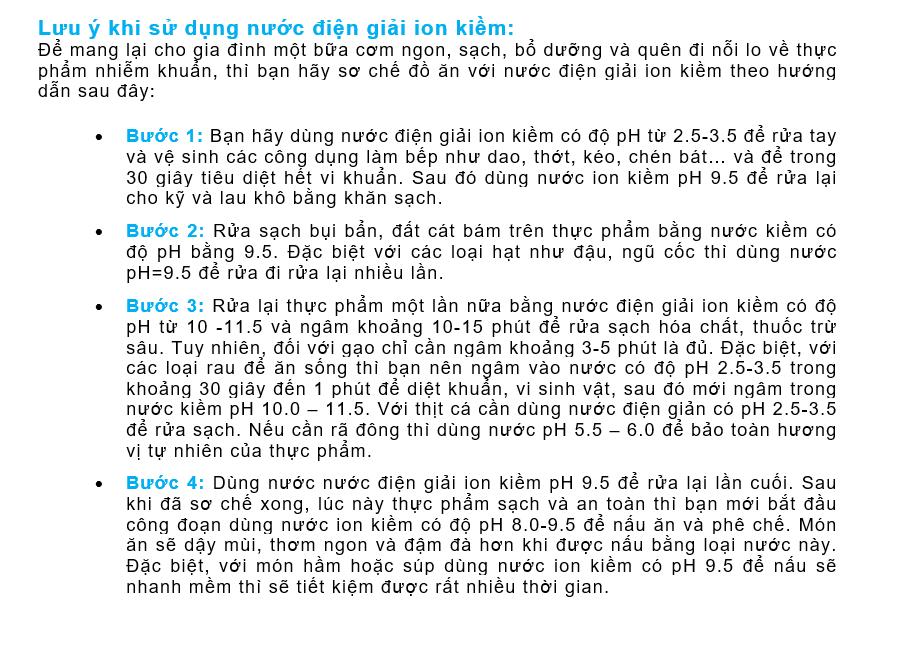 Lưu ý khi sử dụng nước điện giải ion kiềm:
Để mang lại cho gia đình một bữa cơm ngon, sạch, bổ dưỡng và quên đi nỗi lo về thực
phẩm nhiễm khuẩn, thì bạn hãy sơ chế đồ ăn với nước điện giải ion kiềm theo hướng
dẫn sau đây:
• Bước 1: Bạn hãy dùng nước điện giải ion kiềm có độ pH từ 2.5-3.5 để rửa tay
và vệ sinh các công dụng làm bếp như dao, thớt, kéo, chén bát... và để trong
30 giây tiêu diệt hết vi khuẩn. Sau đó dùng nước ion kiềm pH 9.5 để rửa lại
cho kỹ và lau khô bằng khăn sạch.
• Bước 2: Rửa sạch bụi bẩn, đất cát bám trên thực phẩm bằng nước kiềm có
độ pH bằng 9.5. Đặc biệt với các loại hạt như đậu, ngũ cốc thì dùng nước
pH=9.5 để rửa đi rửa lại nhiều lần.
• Bước 3: Rửa lại thực phẩm một lần nữa bằng nước điện giải ion kiềm có độ
pH từ 10 -11.5 và ngâm khoảng 10-15 phút để rửa sạch hóa chất, thuốc trừ
sâu. Tuy nhiên, đối với gạo chỉ cần ngâm khoảng 3-5 phút là đủ. Đặc biệt, với
các loại rau để ăn sống thì bạn nên ngâm vào nước có độ pH 2.5-3.5 trong
khoảng 30 giây đến 1 phút để diệt khuẩn, vi sinh vật, sau đó mới ngâm trong
nước kiềm pH 10.0 – 11.5. Với thịt cá cần dùng nước điện giản có pH 2.5-3.5
để rửa sạch. Nếu cần rã đông thì dùng nước pH 5.5 – 6.0 để bảo toàn hương
vị tự nhiên của thực phẩm.
• Bước 4: Dùng nước nước điện giải ion kiềm pH 9.5 để rửa lại lần cuối. Sau
khi đã sơ chế xong, lúc này thực phẩm sạch và an toàn thì bạn mới bắt đầu
công đoạn dùng nước ion kiềm có độ pH 8.0-9.5 để nấu ăn và phê chế. Món
ăn sẽ dậy mùi, thơm ngon và đậm đà hơn khi được nấu bằng loại nước này.
Đặc biệt, với món hầm hoặc súp dùng nước ion kiềm có pH 9.5 để nấu sẽ
nhanh mềm thì sẽ tiết kiệm được rất nhiều thời gian.